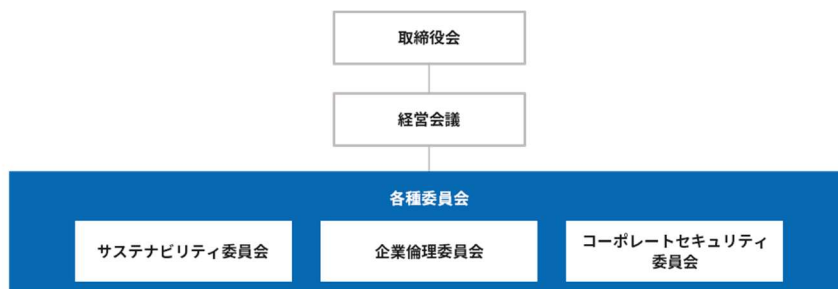 取締役会
経営会議
各種委員会
サステナビリティ委員会
企業倫理委員会
コーポレートセキュリティ
委員会